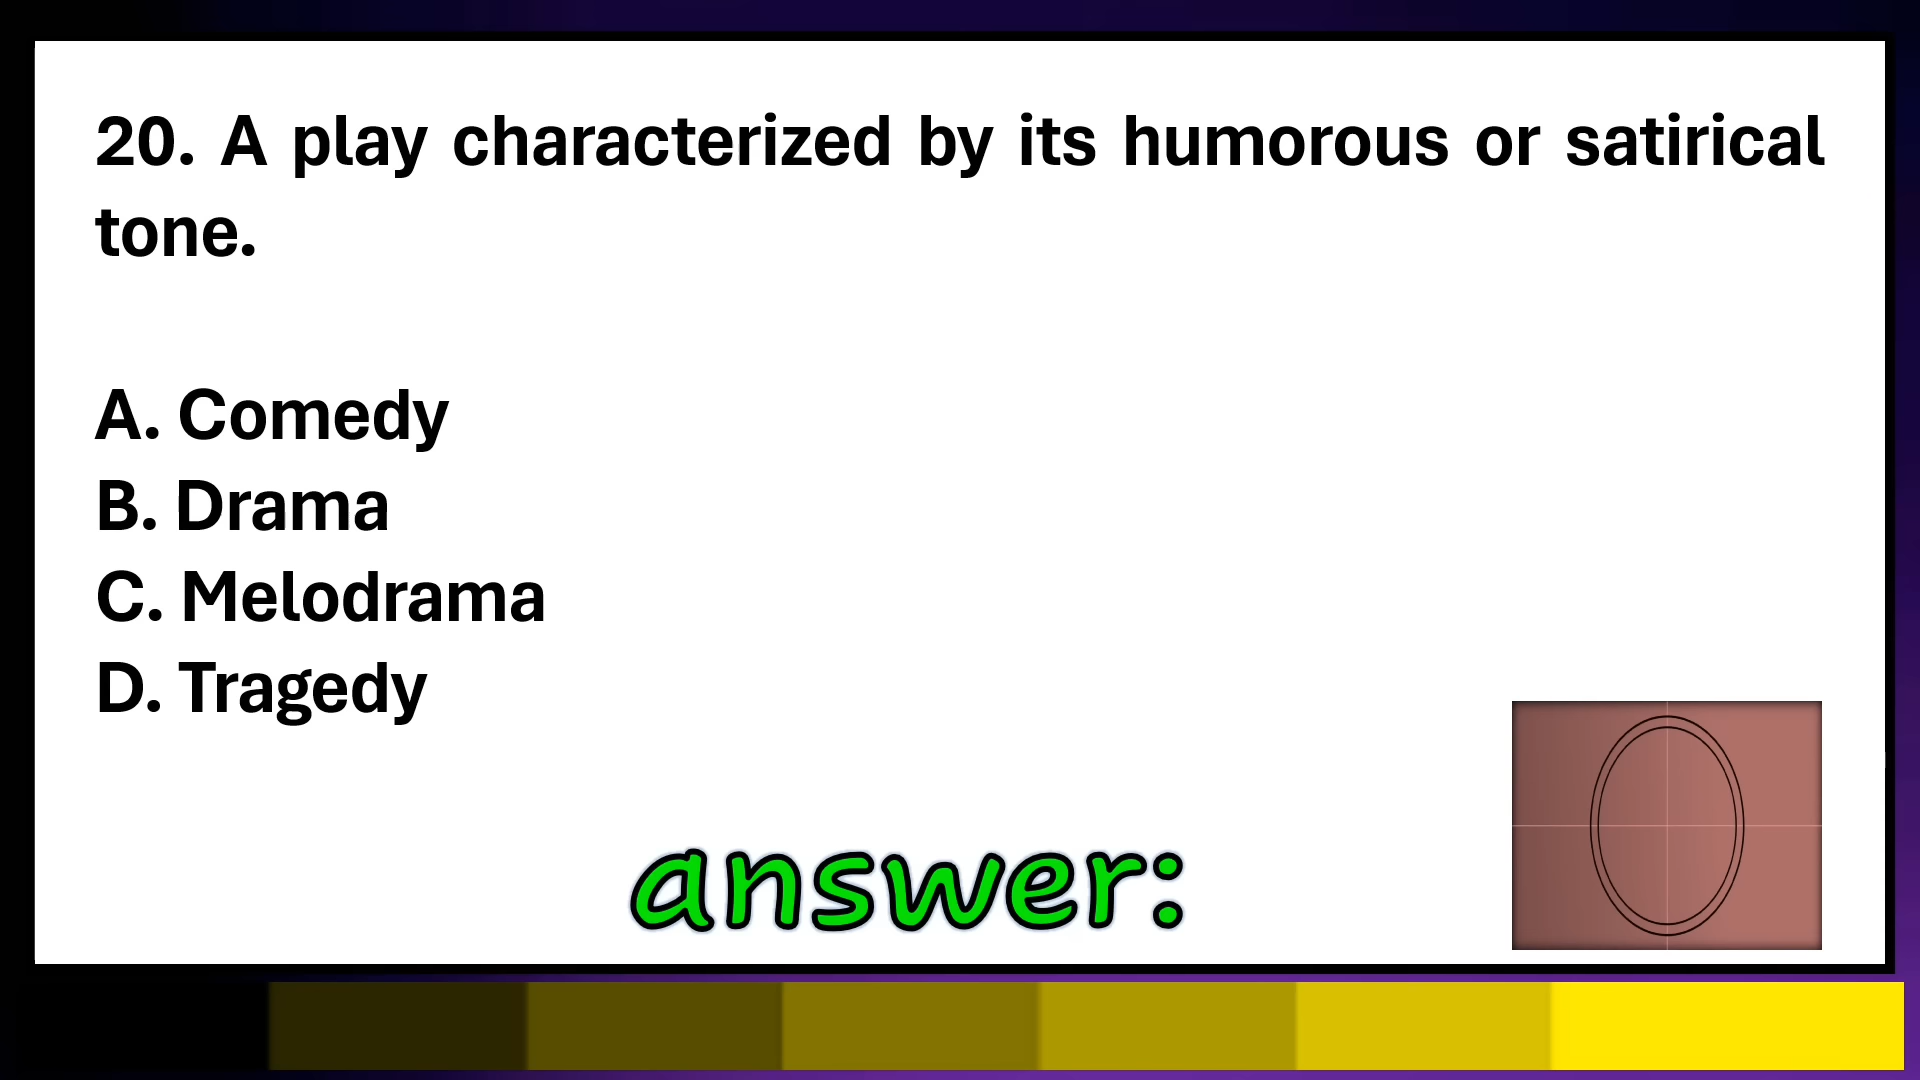 20. A play characterized by its humorous or satirical
tone.
A. Comedy
B. Drama
C. Melodrama
D. Tragedy
answer: